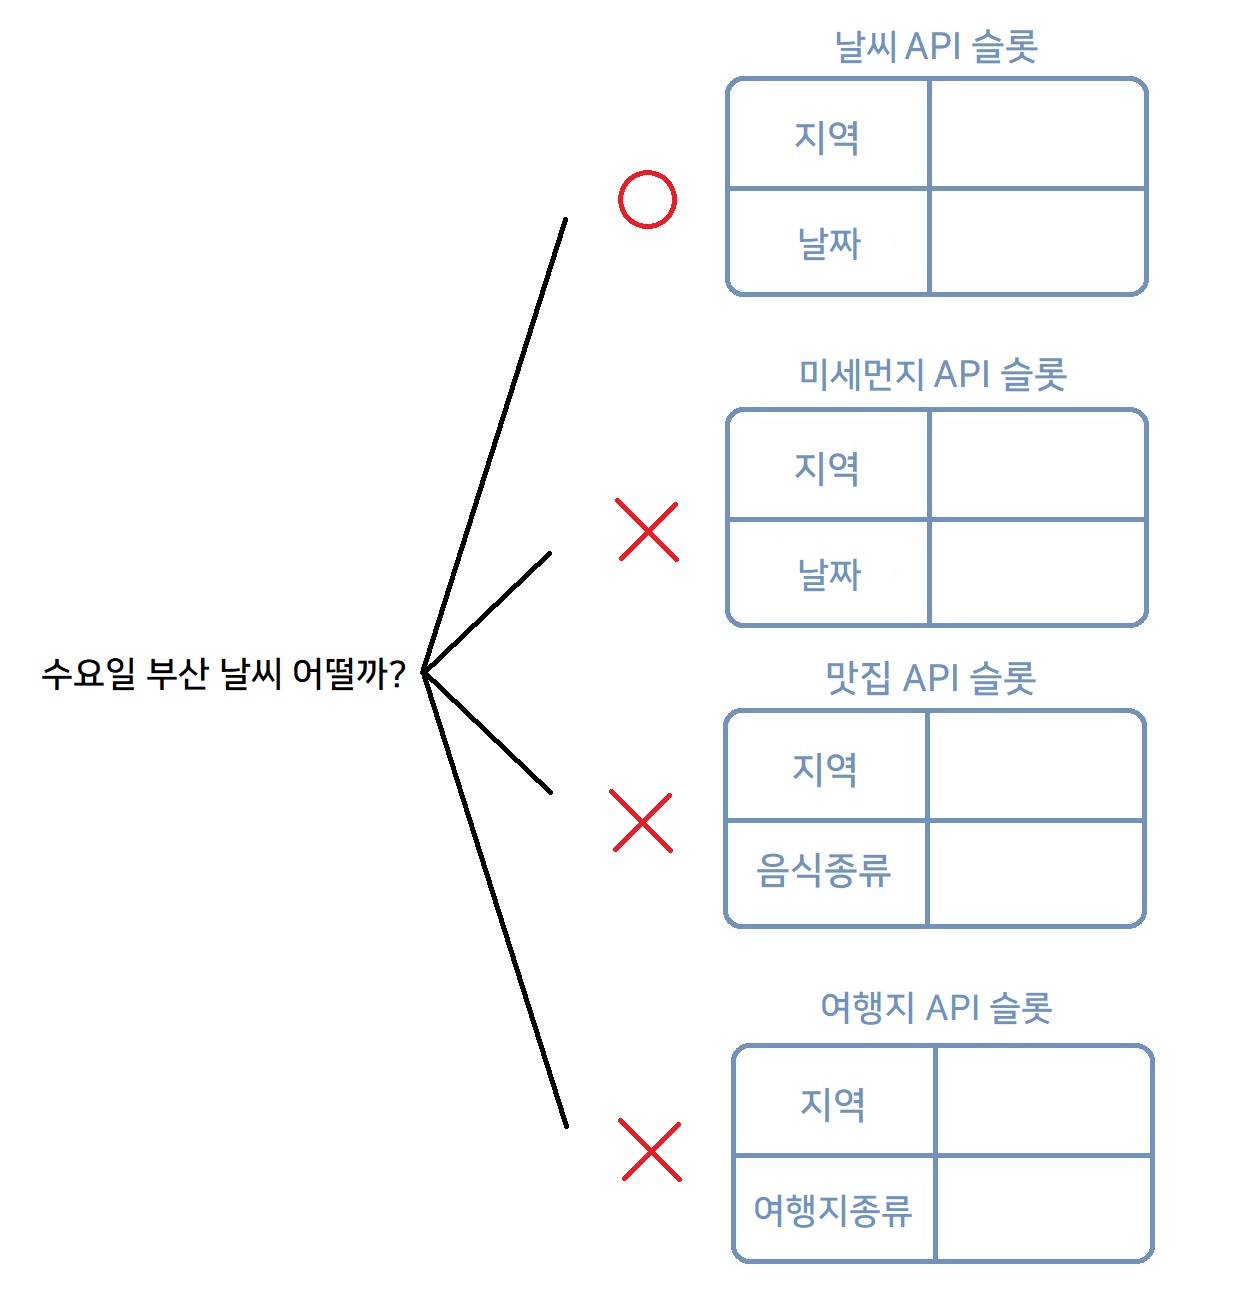 날씨 API 슬롯
지역
날짜
미세먼지 API 슬롯
지역
날짜
수요일 부산 날씨 어떨까?
맛집 API 슬롯
지역
음식종류
여행지 API 슬롯
지역
여행지종류